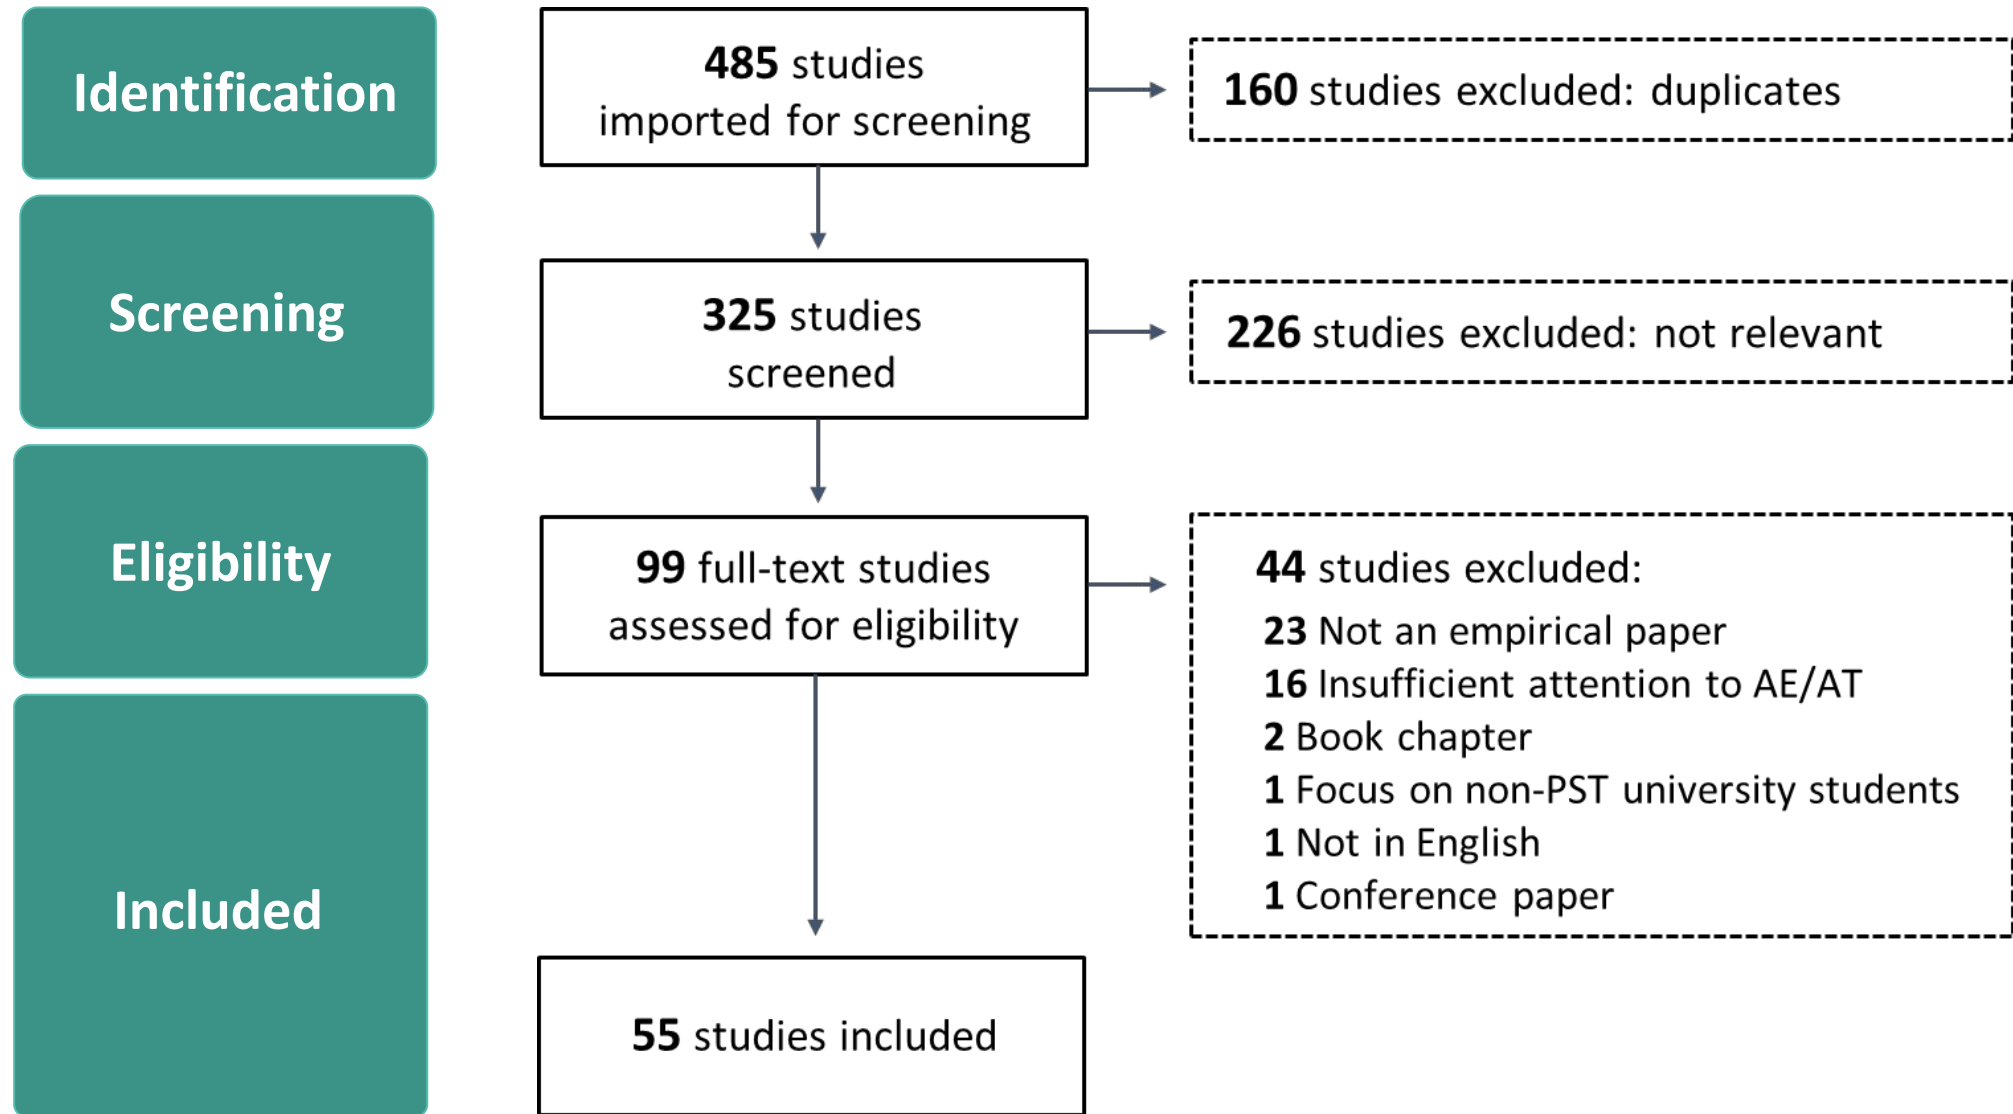 Identification
485 studies
imported for screening
160 studies excluded: duplicates
Screening
325 studies
screened
226 studies excluded: not relevant
Eligibility
99 full-text studies
assessed for eligibility
44 studies excluded:
23 Not an empirical paper
16 Insufficient attention to AE/AT
2 Book chapter
1 Focus on non-PST university students
1 Not in English
1 Conference paper
Included
55 studies included